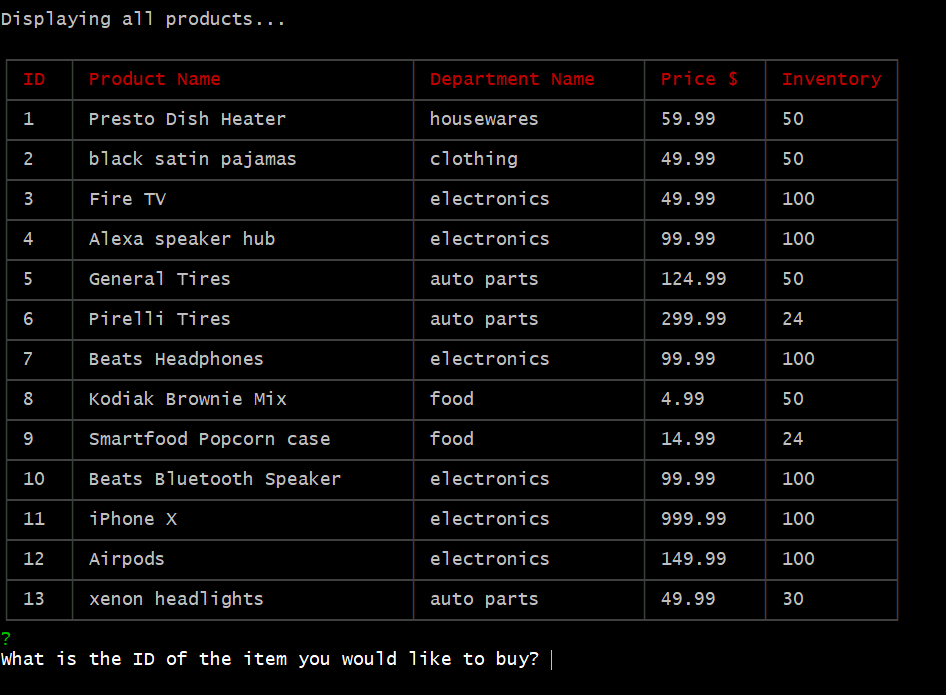 Displaying all products...
ID Product Name Department Name Price $ Inventory
1 Presto Dish Heater housewares 59.99 50
2 black satin pajamas clothing 49.99 50
3 Fire TV electronics 49.99 100
4 Alexa speaker hub electronics 99.99 100
5 General Tires auto parts 124.99 50
6 Pirelli Tires auto parts 299.99 24
7 Beats Headphones electronics 99.99 100
8 Kodiak Brownie Mix food 4.99 50
9 Smartfood Popcorn case food 14.99 24
10 Beats Bluetooth Speaker electronics 99.99 100
11 iPhone X electronics 999.99 100
12 Airpods electronics 149.99 100
13 xenon headlights auto parts 49.99 30
?
What is the ID of the item you would like to buy?